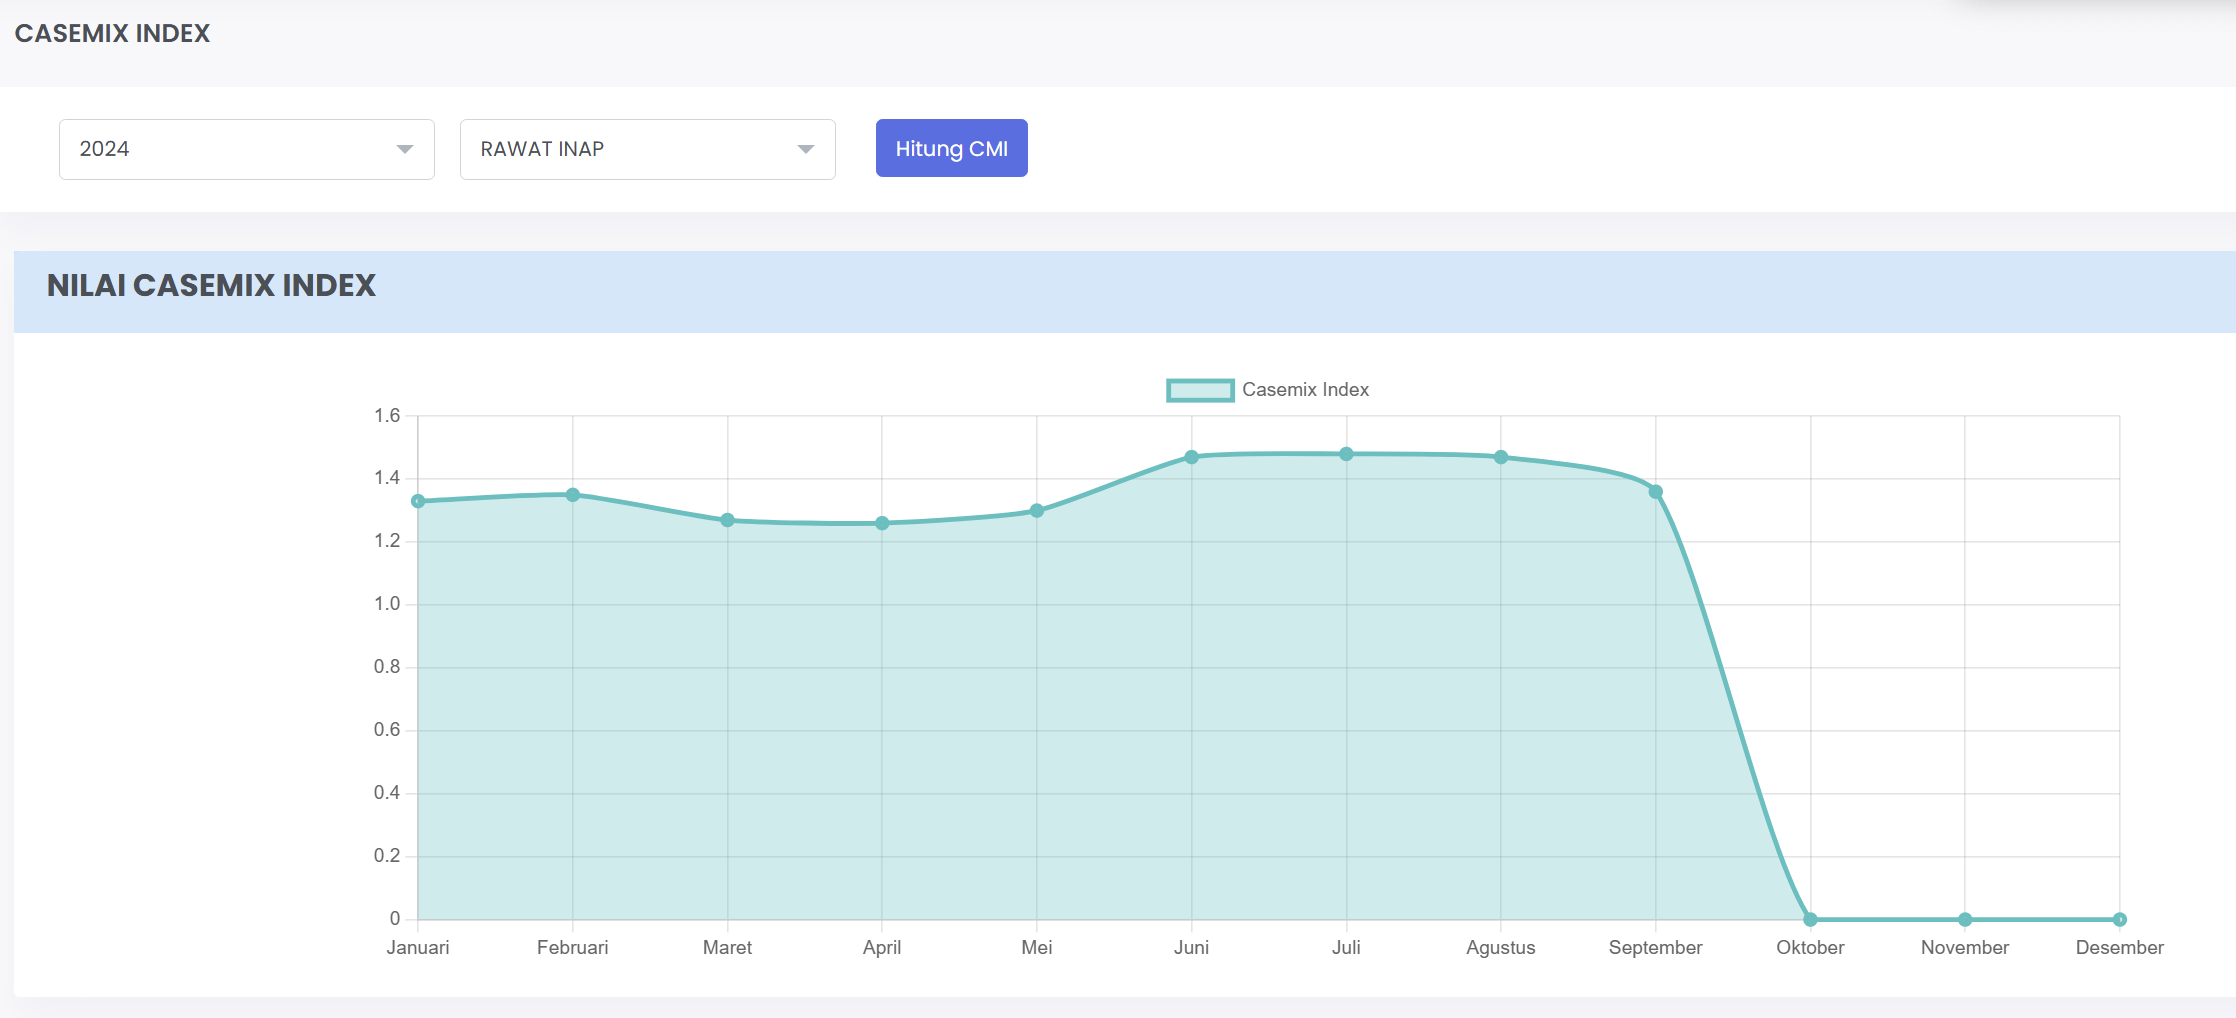 CASEMIX INDEX
2024
RAWAT INAP
Hitung CMI
NILAI CASEMIX INDEX
Casemix Index
1.6
1.4
1.2
1.0
0.8
0.6
0.4
0.2
0
Januari Februari Maret April Mei Juni Juli Agustus September Oktober November Desember